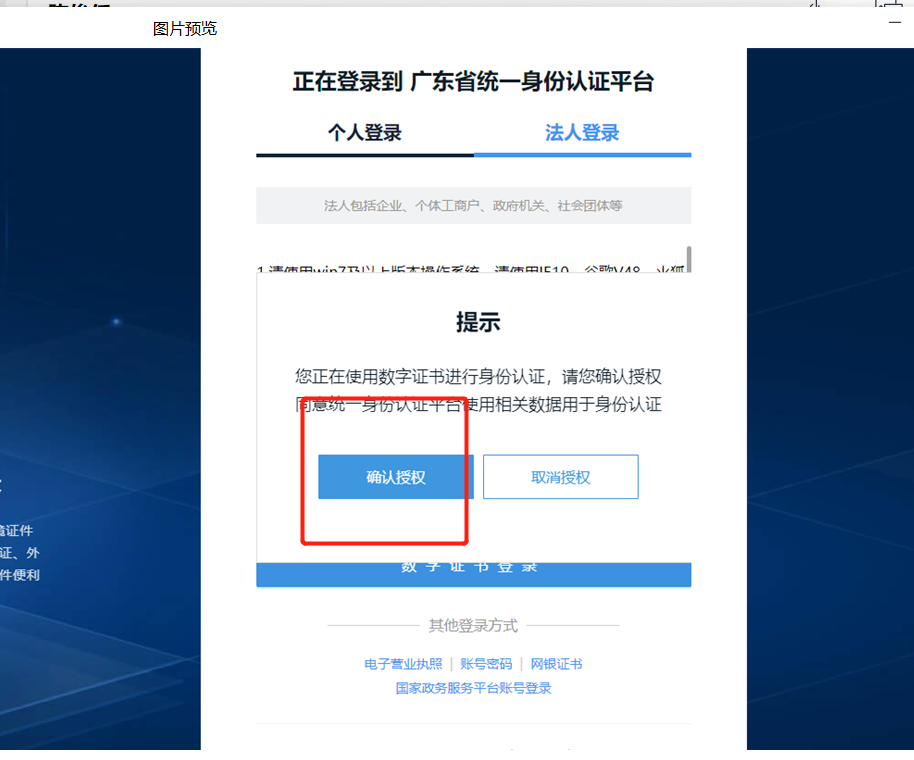 图片预览
正在登录到 广东省统一身份认证平台
个人登录
法人登录
法人包括企业、个体工商户、政府机关、社会团体等
1.请使用win7及以上版本操作系统，请使用IE10、谷歌V48、火狐
提示
您正在使用数字证书进行身份认证，请您确认授权
同意统一身份认证平台使用相关数据用于身份认证
确认授权
取消授权
数字证书登录
证件
证、外
件便利
其他登录方式
电子营业执照 | 账号密码 | 网银证书
国家政务服务平台账号登录